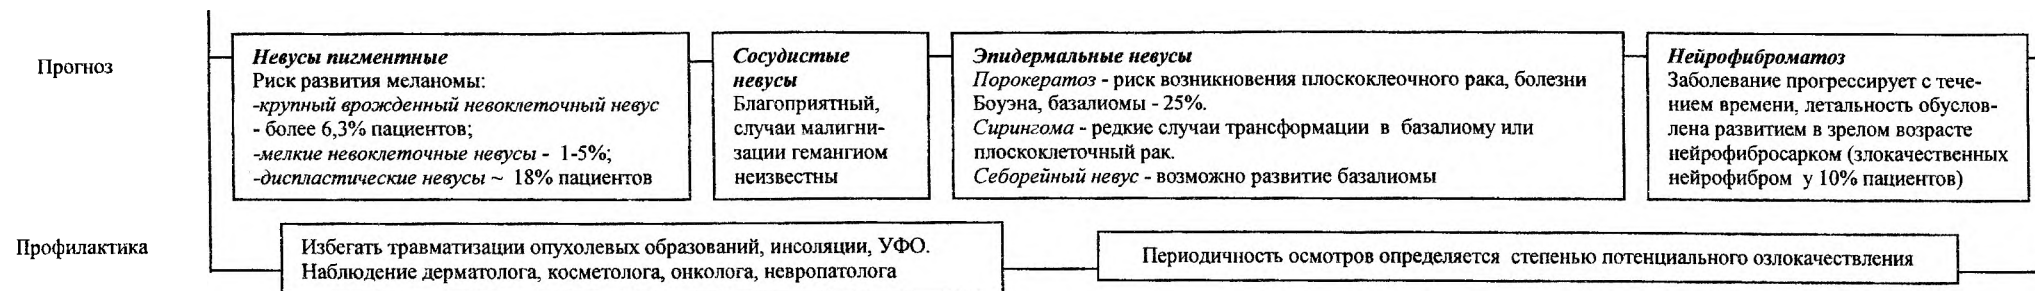 Прогноз
Невусы пигментные
Риск развития меланомы:
-крупный врожденный невоклеточный невус
- более 6,3% пациентов;
-мелкие невоклеточные невусы - 1-5%;
-диспластические невусы ~ 18% пациентов
Сосудистые
невусы
Благоприятный,
случаи малигни-
зации гемангиом
неизвестны
Эпидермальные невусы
Порокератоз - риск возникновения плоскоклеочного рака, болезни
Боуэна, базалиомы - 25%.
Сирингома - редкие случаи трансформации в базалиому или
плоскоклеточный рак.
Себорейный невус - возможно развитие базалиомы
Нейрофиброматоз
Заболевание прогрессирует с тече-
нием времени, летальность обуслов-
лена развитием в зрелом возрасте
нейрофибросарком (злокачественных
нейрофибром у 10% пациентов)
Профилактика
Избегать травматизации опухолевых образований, инсоляции, УФО.
Наблюдение дерматолога, косметолога, онколога, невропатолога
Периодичность осмотров определяется степенью потенциального озлокачествления